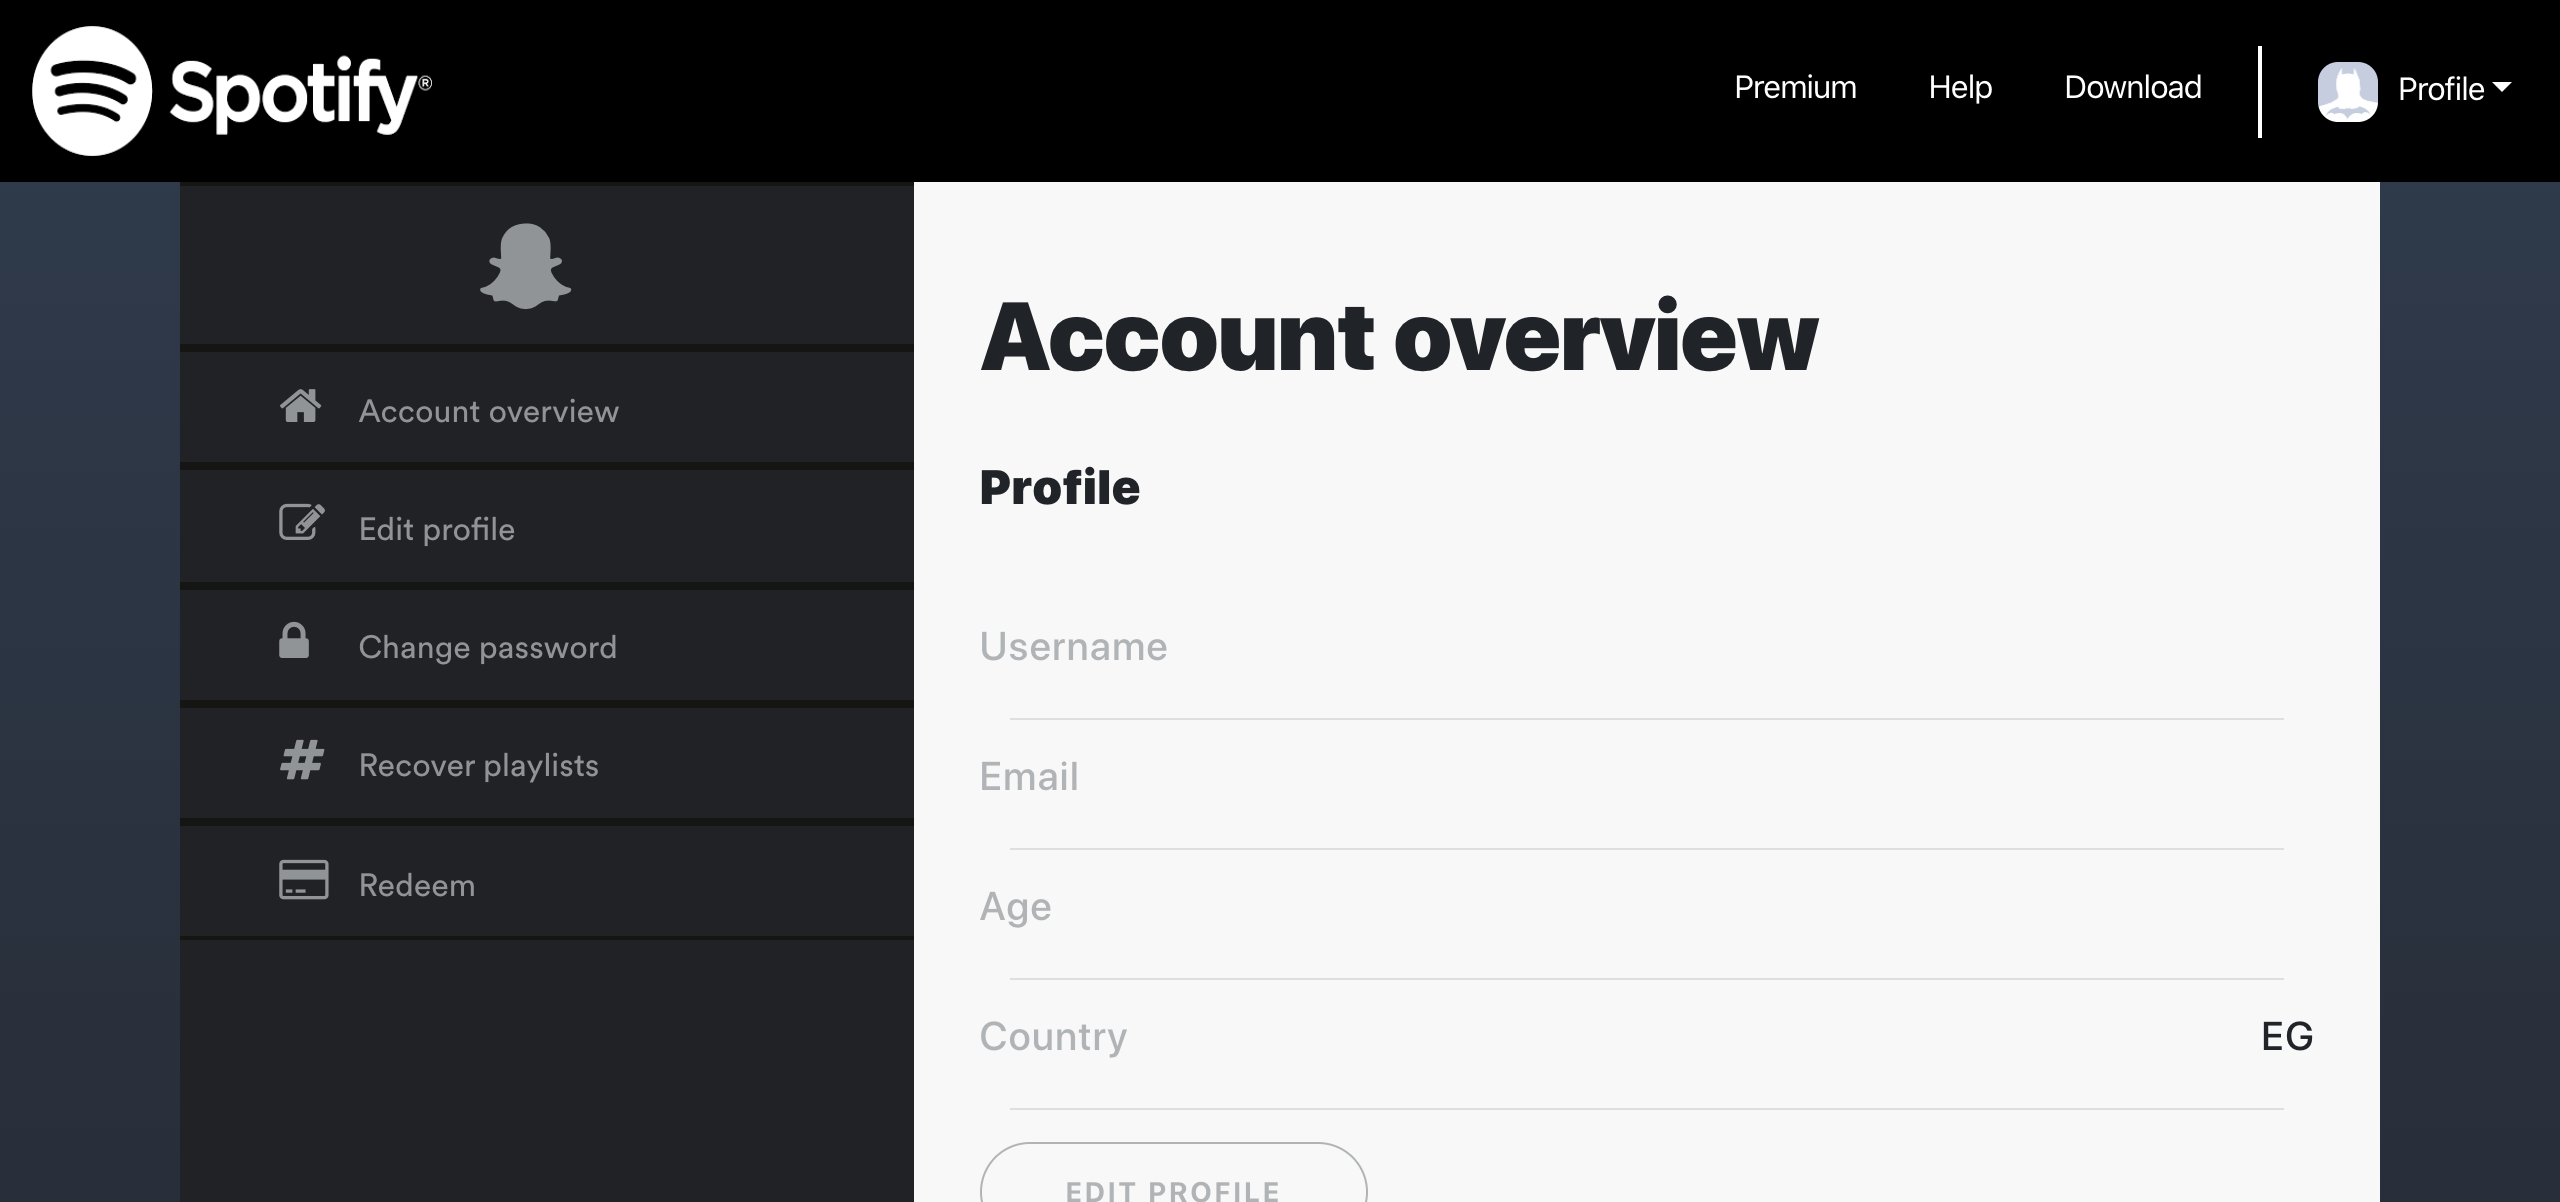 Spotify®
Premium
Help
Download
Profile
Account overview
Edit profile
Change password
Recover playlists
Redeem
Account overview
Profile
Username
Email
Age
Country EG
EDIT PROFILE